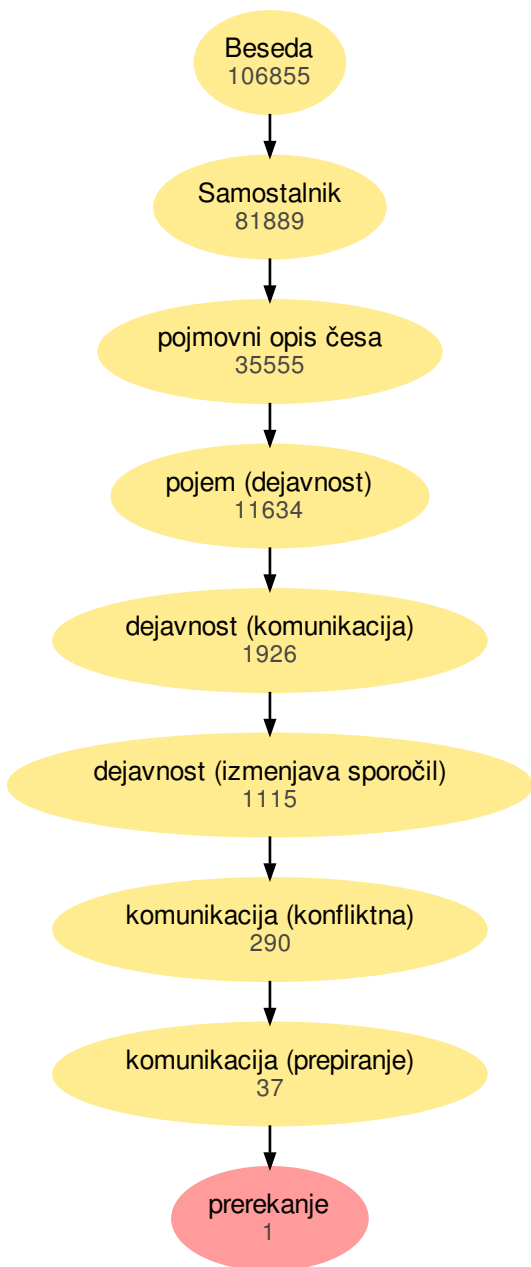 Beseda
106855
Samostalnik
81889
pojmovni opis česa
35555
pojem (dejavnost)
11634
dejavnost (komunikacija)
1926
dejavnost (izmenjava sporočil)
1115
komunikacija (konfliktna)
290
komunikacija (prepiranje)
37
prerekanje
1